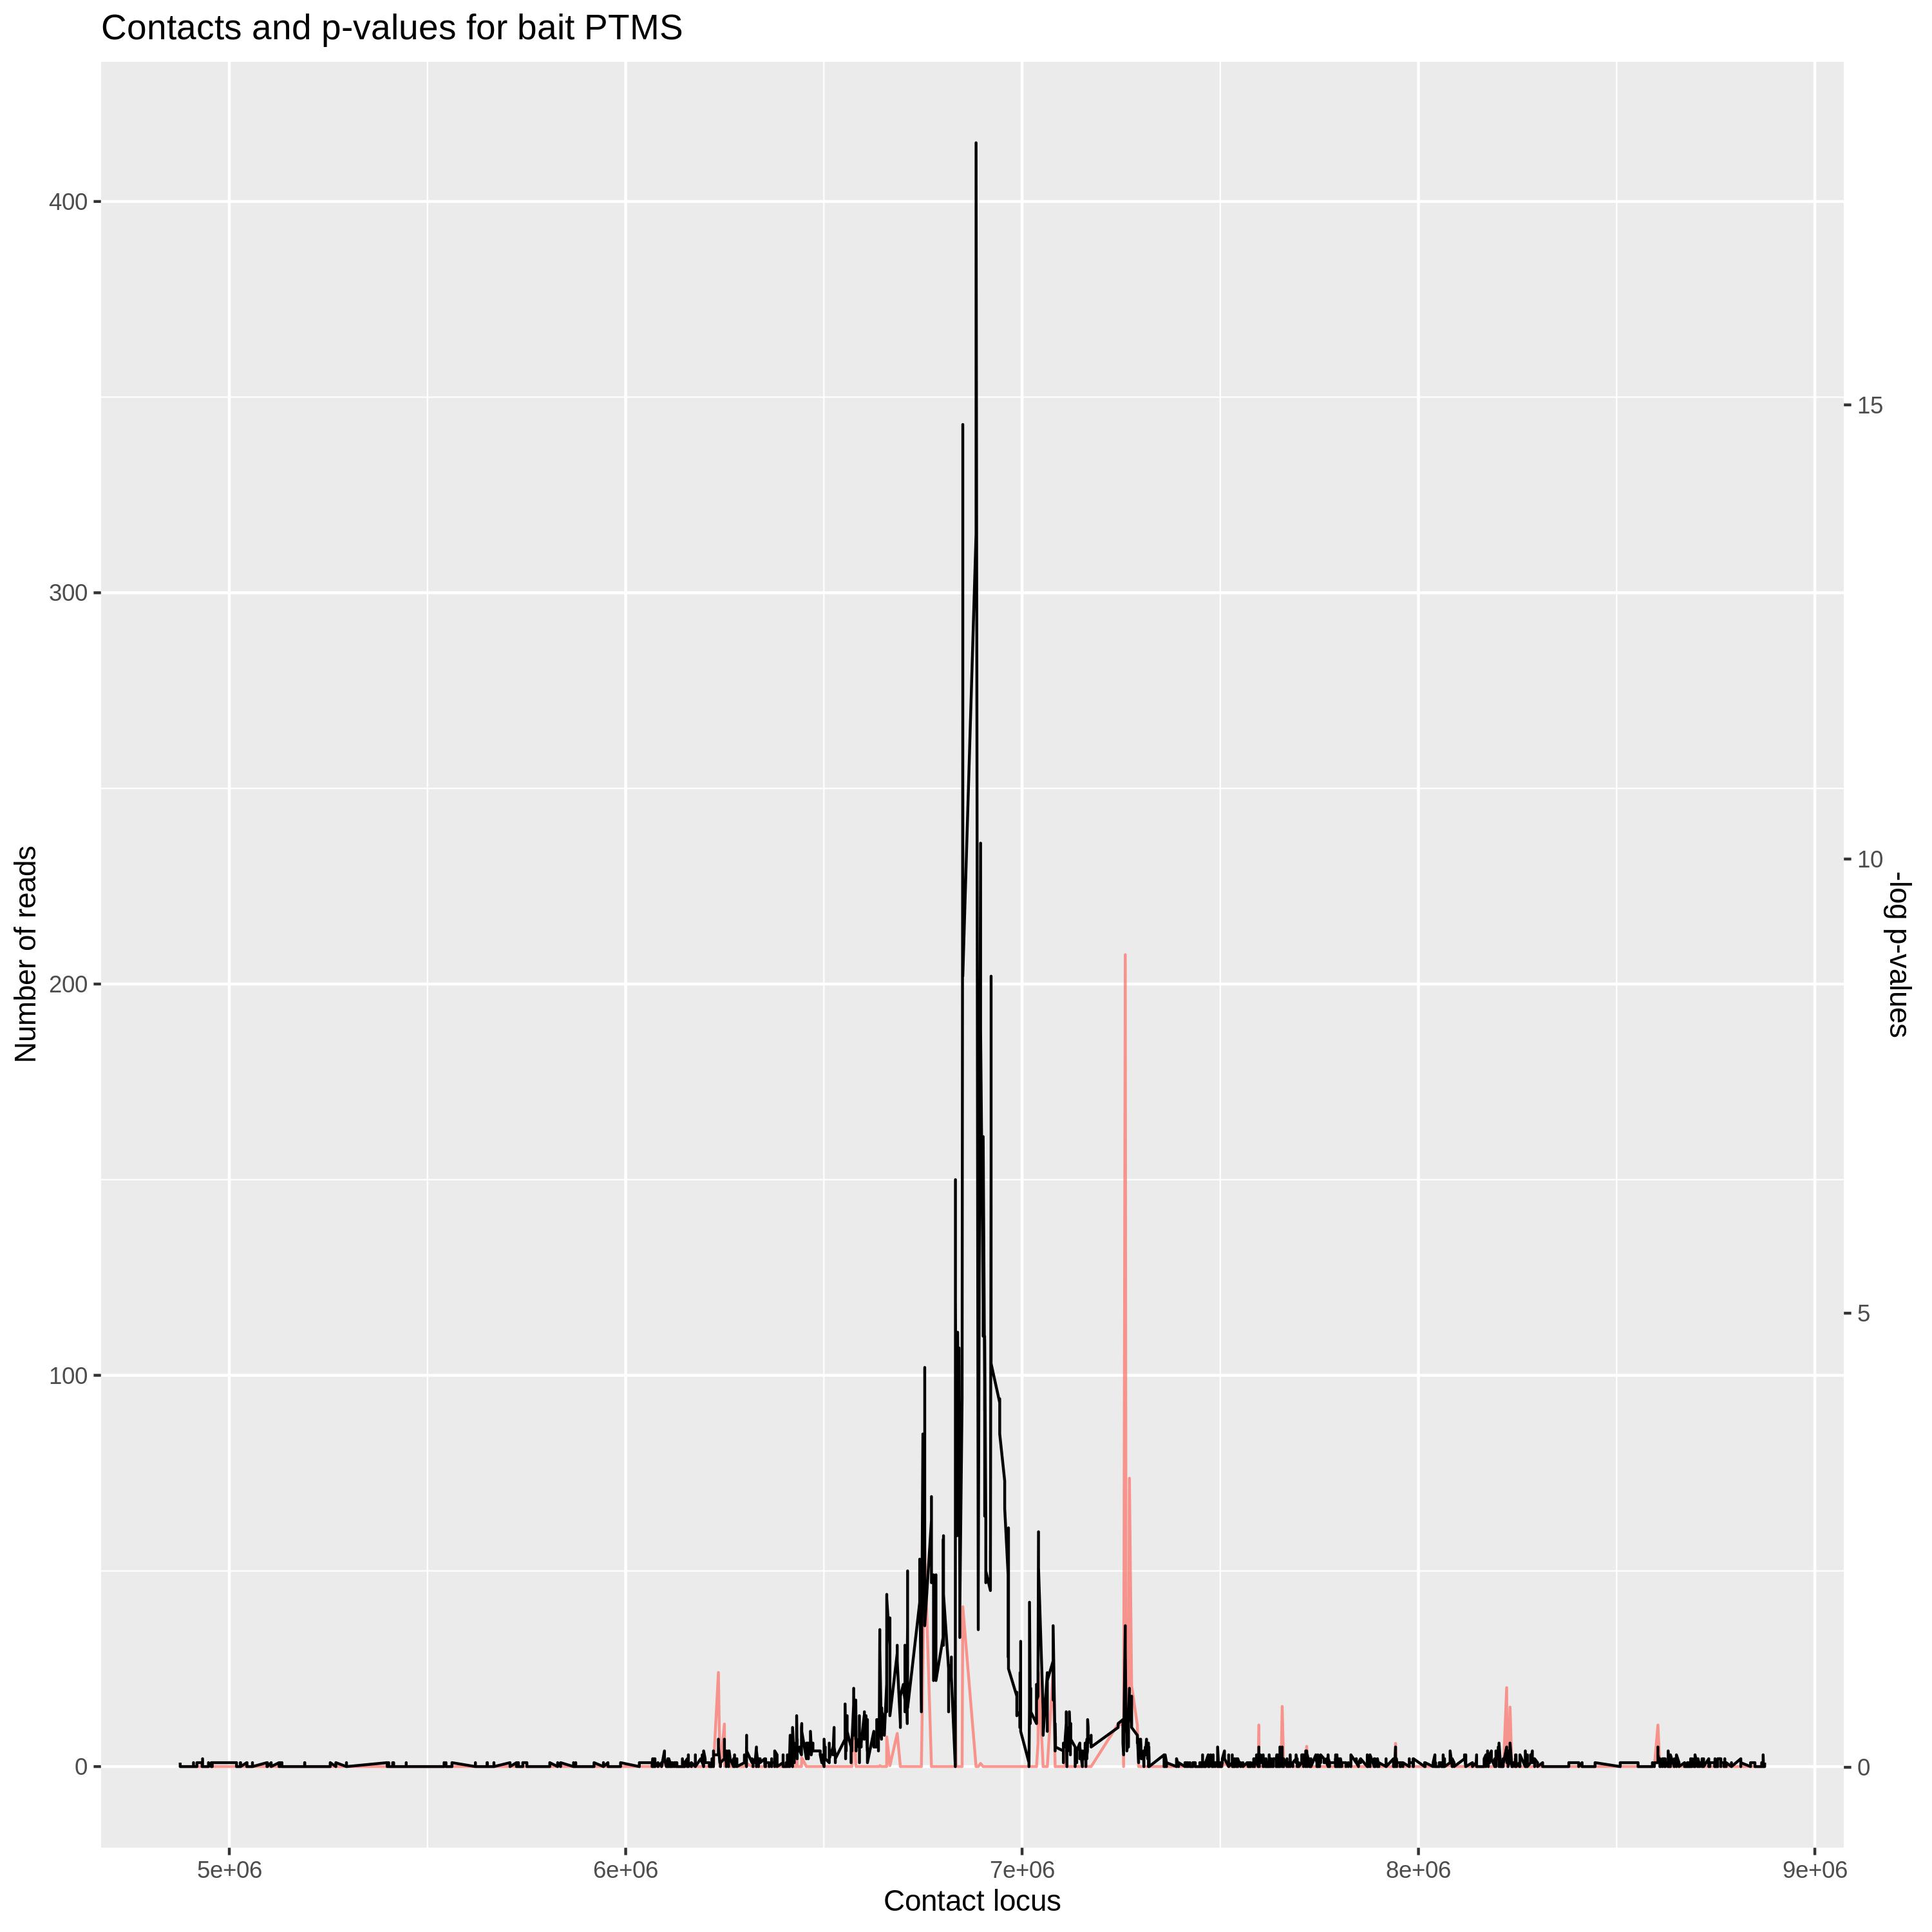 Contacts and p-values for bait PTMS
Number of reads
400
300
200
100
0
15
10
5
0
-log p-values
5e+06
6e+06
7e+06
8e+06
9e+06
Contact locus